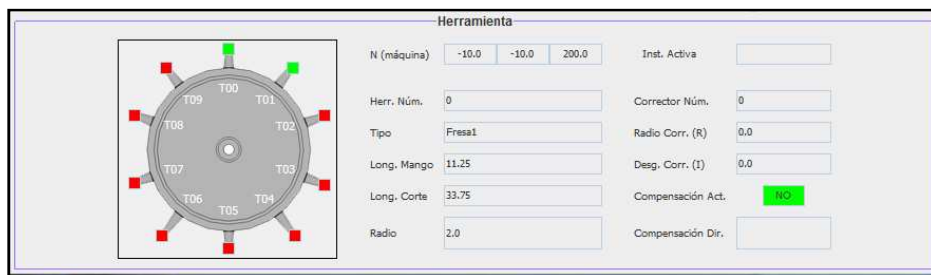 Herramienta
T00
T01
T02
T03
T04
T05
T06
T07
T08
T09
N (máquina) -10.0 -10.0 200.0 Inst. Activa
Herr. Núm. 0 Corrector Núm. 0
Tipo Fresa1 Radio Corr. (R) 0.0
Long. Mango 11.25 Desg. Corr. (I) 0.0
Long. Corte 33.75 Compensación Act. NO
Radio 2.0 Compensación Dir.